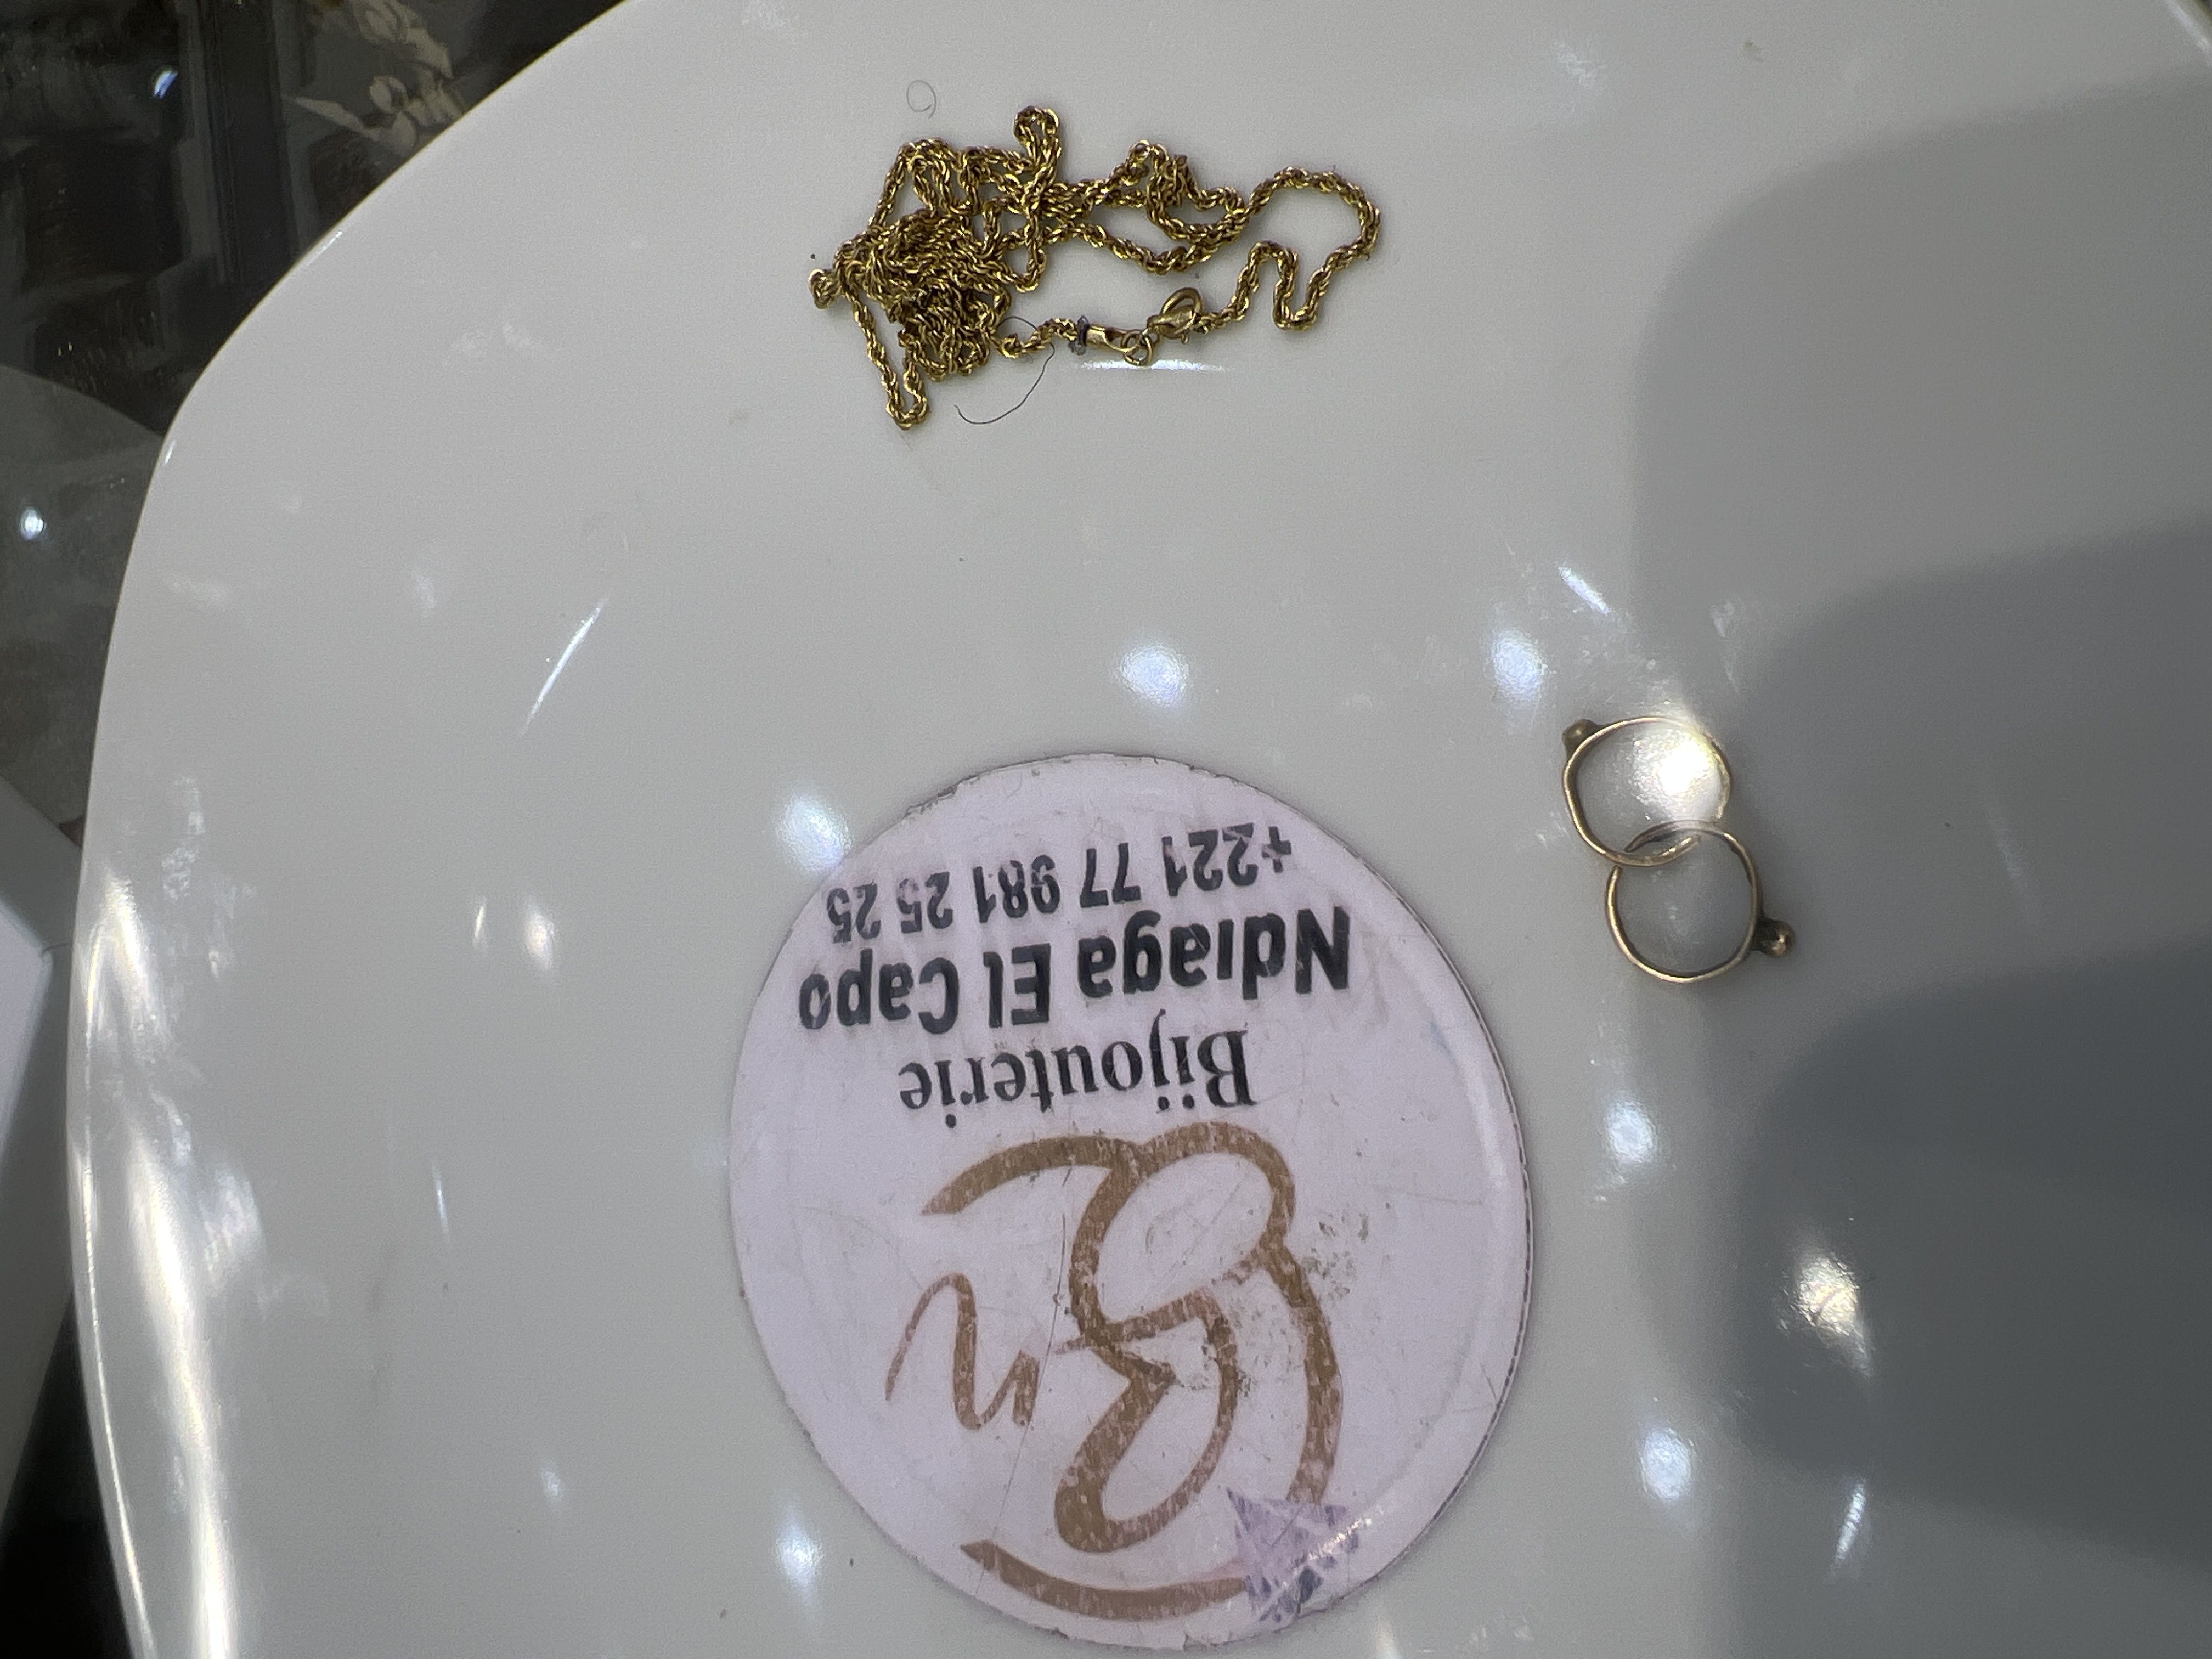 Bijouterie
Ndiaga El Capo
+221 77 981 25 25